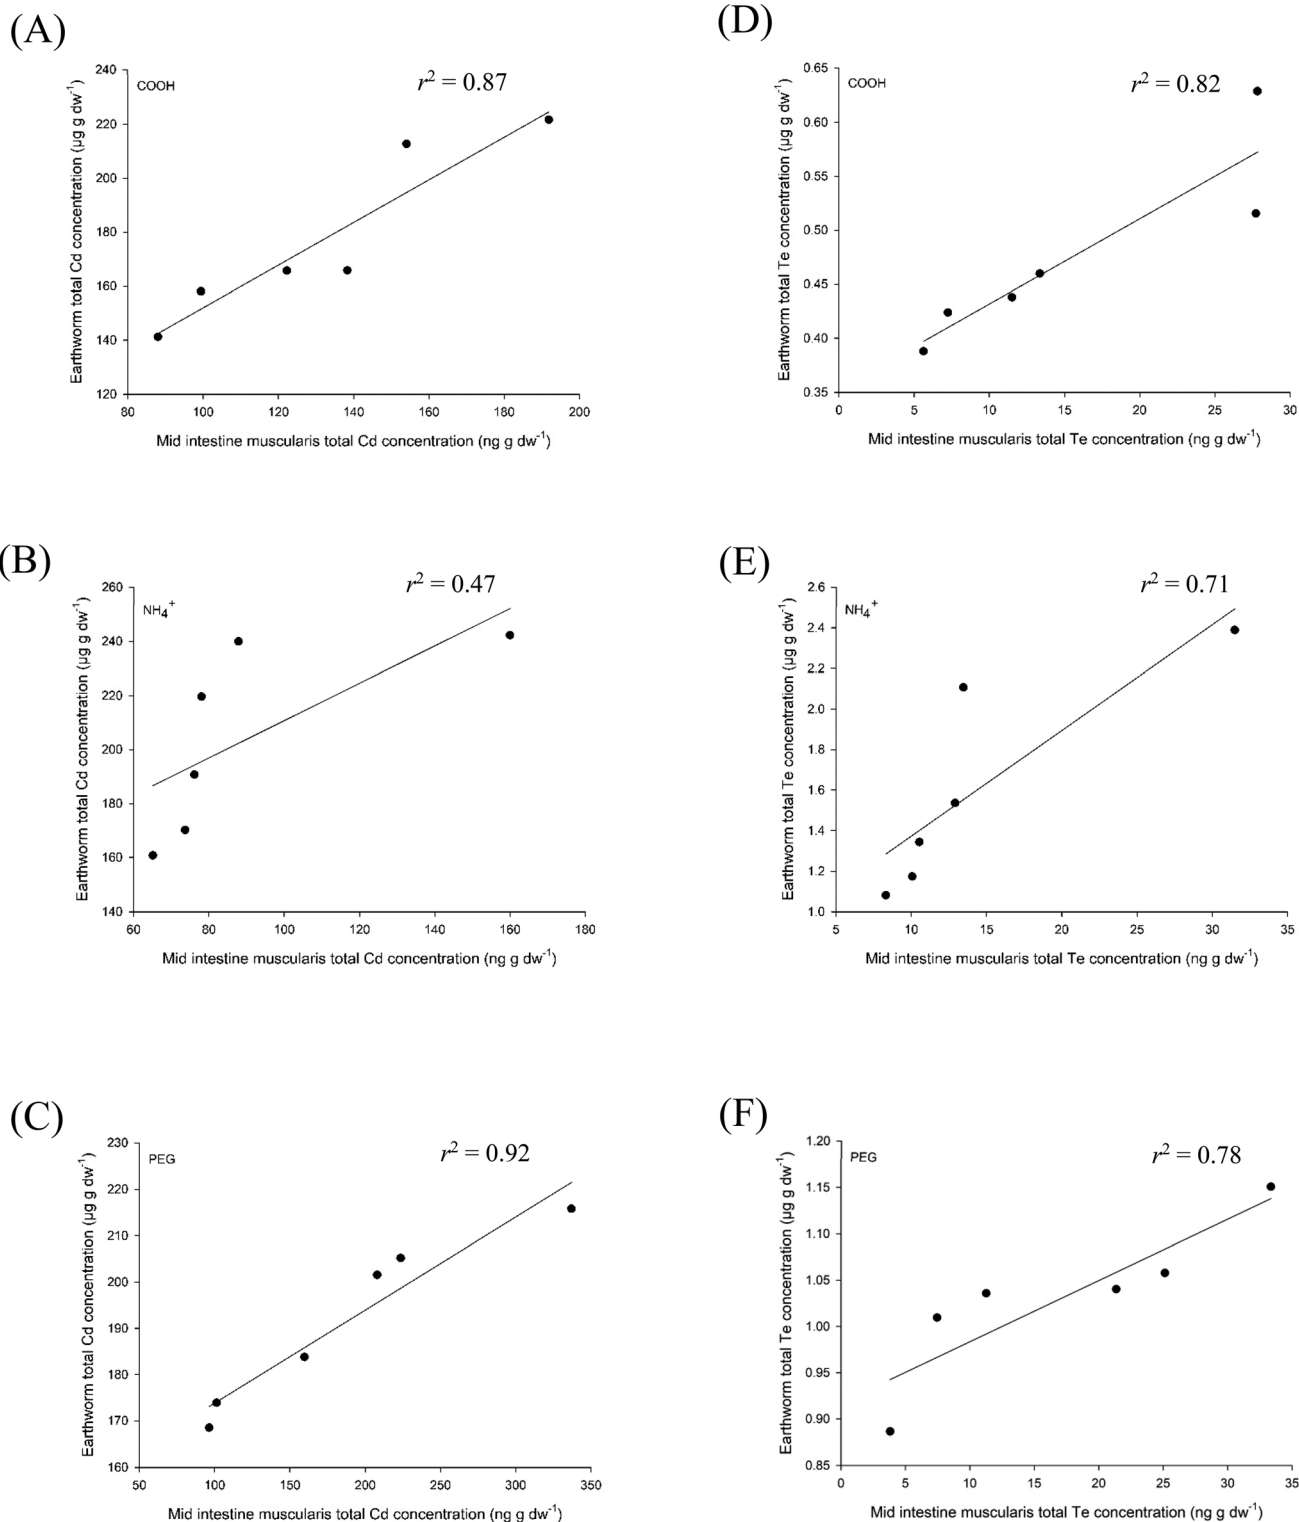 (A)
COOH
r² = 0.87
Earthworm total Cd concentration (µg g dw⁻¹)
240
220
200
180
160
140
120
80 100 120 140 160 180 200
Mid intestine muscularis total Cd concentration (ng g dw⁻¹)
(D)
COOH
r² = 0.82
Earthworm total Te concentration (µg g dw⁻¹)
0.65
0.60
0.55
0.50
0.45
0.40
0.35
0 5 10 15 20 25 30
Mid intestine muscularis total Te concentration (ng g dw⁻¹)
(B)
NH₄⁺
r² = 0.47
Earthworm total Cd concentration (µg g dw⁻¹)
260
240
220
200
180
160
140
60 80 100 120 140 160 180
Mid intestine muscularis total Cd concentration (ng g dw⁻¹)
(E)
NH₄⁺
r² = 0.71
Earthworm total Te concentration (µg g dw⁻¹)
2.6
2.4
2.2
2.0
1.8
1.6
1.4
1.2
1.0
5 10 15 20 25 30 35
Mid intestine muscularis total Te concentration (ng g dw⁻¹)
(C)
PEG
r² = 0.92
Earthworm total Cd concentration (µg g dw⁻¹)
230
220
210
200
190
180
170
160
50 100 150 200 250 300 350
Mid intestine muscularis total Cd concentration (ng g dw⁻¹)
(F)
PEG
r² = 0.78
Earthworm total Te concentration (µg g dw⁻¹)
1.20
1.15
1.10
1.05
1.00
0.95
0.90
0.85
0 5 10 15 20 25 30 35
Mid intestine muscularis total Te concentration (ng g dw⁻¹)